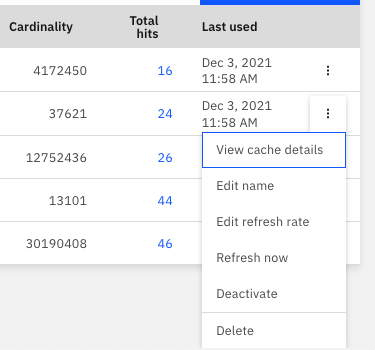 Cardinality Total hits Last used
4172450 16 Dec 3, 2021
11:58 AM
37621 24 Dec 3, 2021
11:58 AM
12752436 26
13101 44
30190408 46
View cache details
Edit name
Edit refresh rate
Refresh now
Deactivate
Delete